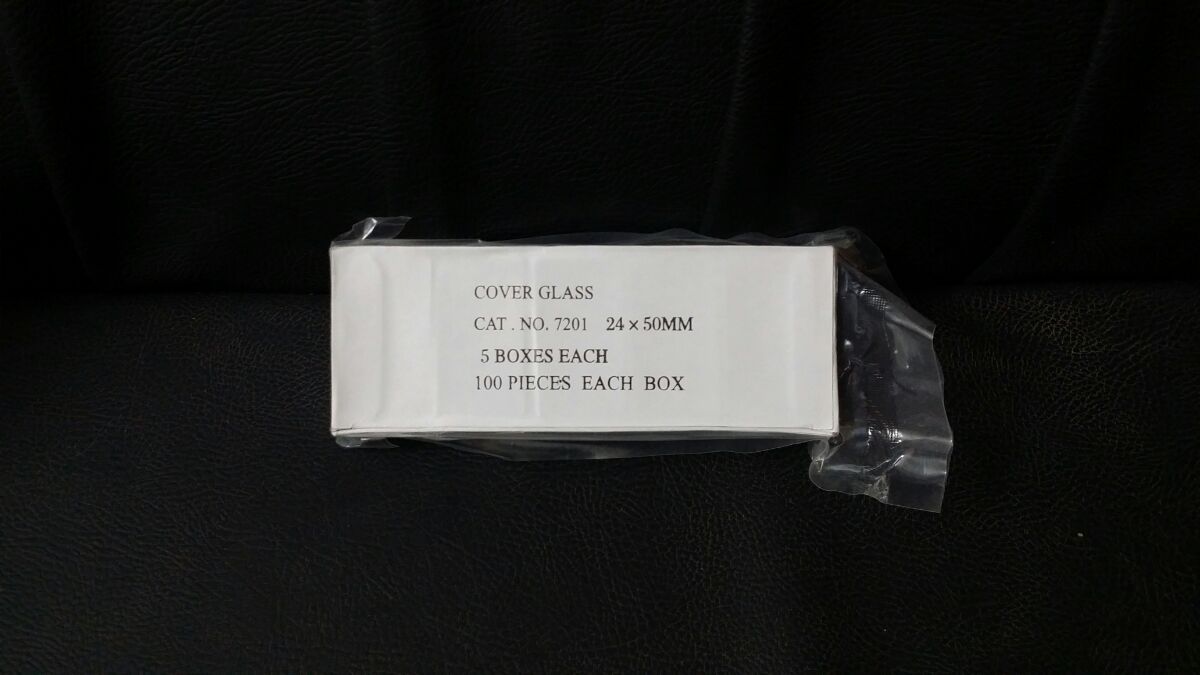 COVER GLASS
CAT . NO. 7201 24 × 50MM
5 BOXES EACH
100 PIECES EACH BOX